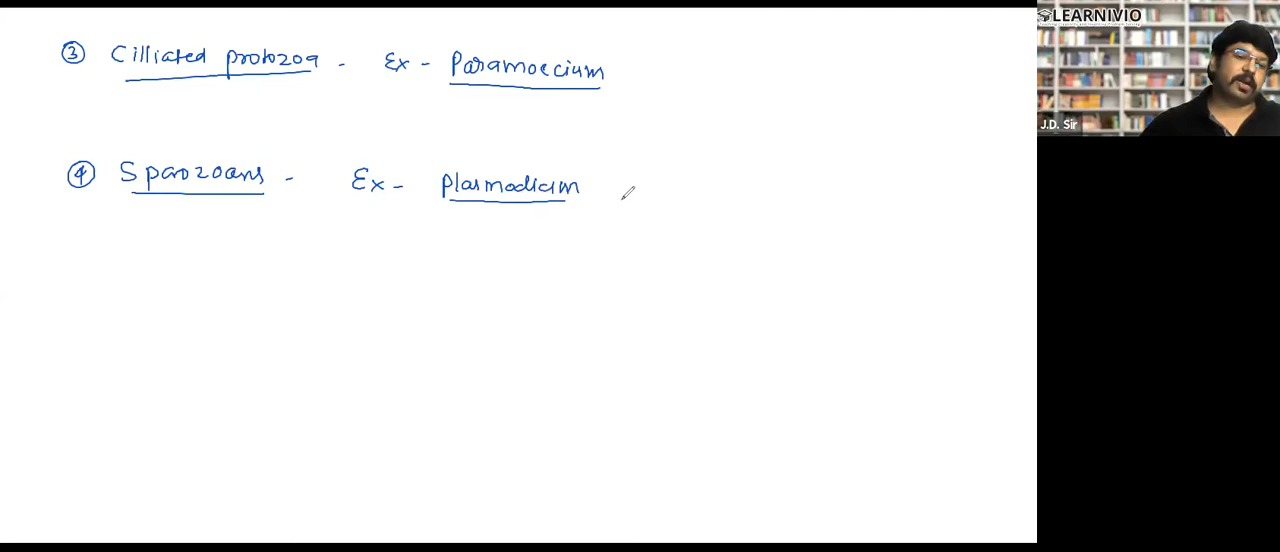 LEARNIVIO
③ Cilliated protozoa - Ex - Paramoecium
J.D. Sir
④ Sporozoans - Ex - Plasmodium